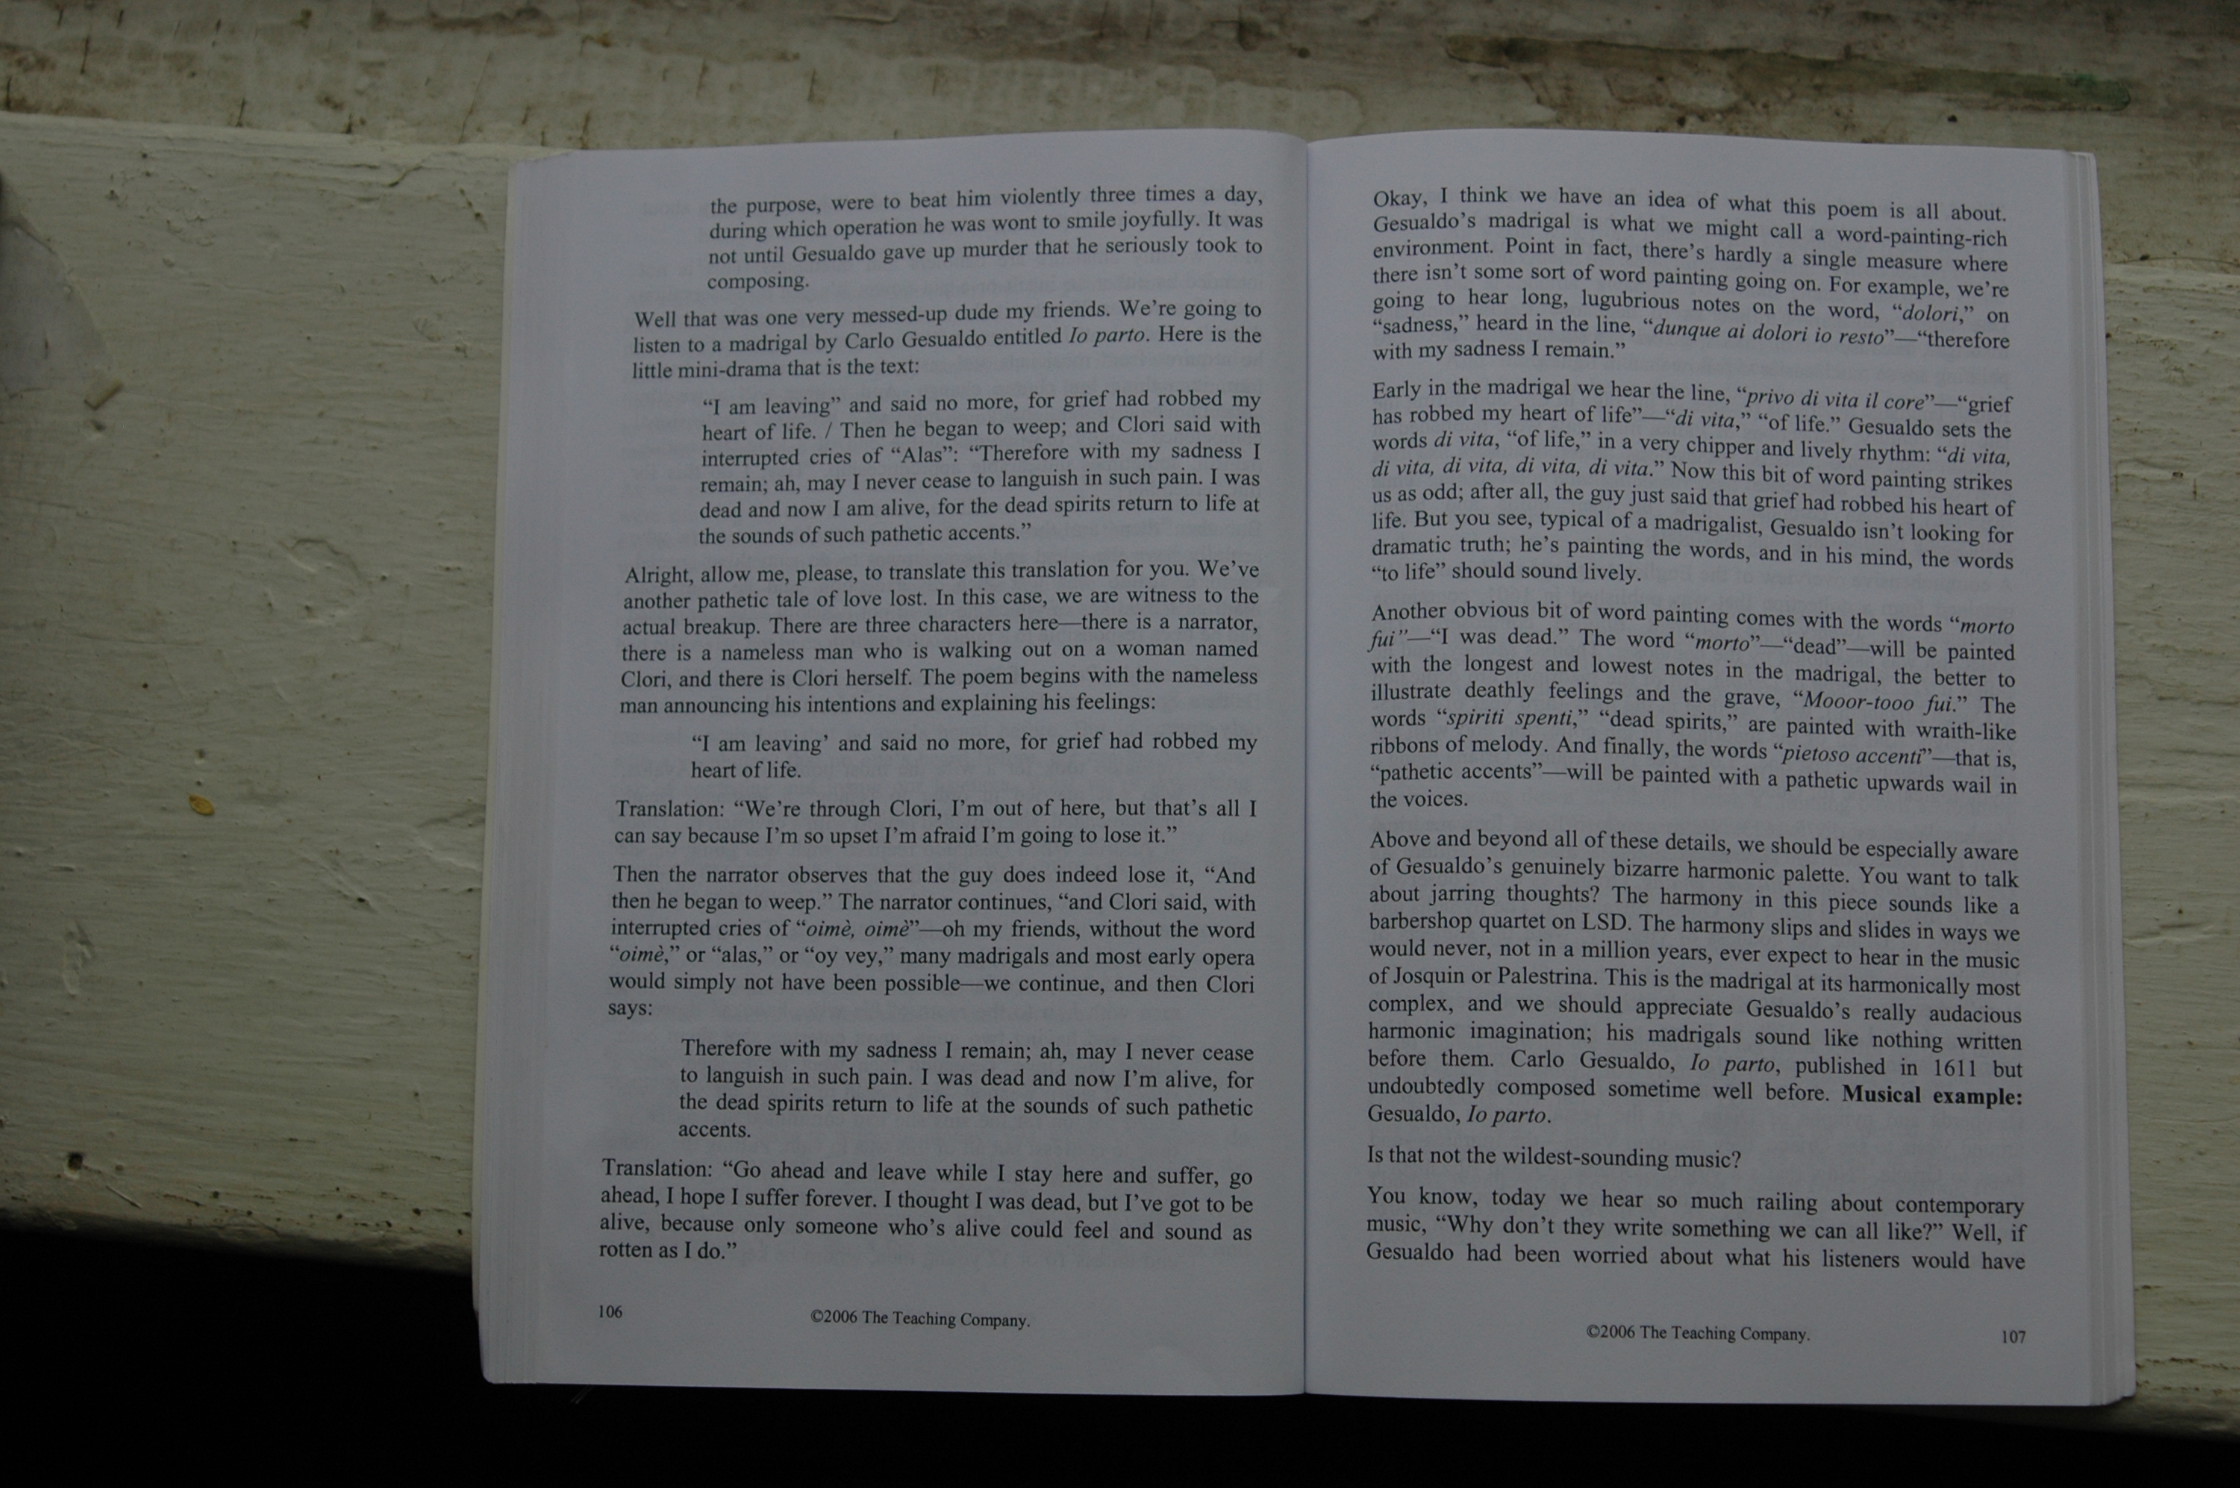 the purpose, were to beat him violently three times a day,
during which operation he was wont to smile joyfully. It was
not until Gesualdo gave up murder that he seriously took to
composing.
Well that was one very messed-up dude my friends. We're going to
listen to a madrigal by Carlo Gesualdo entitled Io parto. Here is the
little mini-drama that is the text:
“I am leaving” and said no more, for grief had robbed my
heart of life. / Then he began to weep; and Clori said with
interrupted cries of “Alas”: “Therefore with my sadness I
remain; ah, may I never cease to languish in such pain. I was
dead and now I am alive, for the dead spirits return to life at
the sounds of such pathetic accents.”
Alright, allow me, please, to translate this translation for you. We've
another pathetic tale of love lost. In this case, we are witness to the
actual breakup. There are three characters here—there is a narrator,
there is a nameless man who is walking out on a woman named
Clori, and there is Clori herself. The poem begins with the nameless
man announcing his intentions and explaining his feelings:
“I am leaving’ and said no more, for grief had robbed my
heart of life.
Translation: “We're through Clori, I'm out of here, but that's all I
can say because I'm so upset I'm afraid I'm going to lose it.”
Then the narrator observes that the guy does indeed lose it, “And
then he began to weep.” The narrator continues, “and Clori said, with
interrupted cries of “oimè, oimè”—oh my friends, without the word
“oimè,” or “alas,” or “oy vey,” many madrigals and most early opera
would simply not have been possible—we continue, and then Clori
says:
Therefore with my sadness I remain; ah, may I never cease
to languish in such pain. I was dead and now I'm alive, for
the dead spirits return to life at the sounds of such pathetic
accents.
Translation: “Go ahead and leave while I stay here and suffer, go
ahead, I hope I suffer forever. I thought I was dead, but I've got to be
alive, because only someone who's alive could feel and sound as
rotten as I do.”
106 ©2006 The Teaching Company.
Okay, I think we have an idea of what this poem is all about.
Gesualdo's madrigal is what we might call a word-painting-rich
environment. Point in fact, there's hardly a single measure where
there isn't some sort of word painting going on. For example, we're
going to hear long, lugubrious notes on the word, “dolori,” on
“sadness,” heard in the line, “dunque ai dolori io resto”—“therefore
with my sadness I remain.”
Early in the madrigal we hear the line, “privo di vita il core”—“grief
has robbed my heart of life”—“di vita,” “of life.” Gesualdo sets the
words di vita, “of life,” in a very chipper and lively rhythm: “di vita,
di vita, di vita, di vita, di vita.” Now this bit of word painting strikes
us as odd; after all, the guy just said that grief had robbed his heart of
life. But you see, typical of a madrigalist, Gesualdo isn't looking for
dramatic truth; he's painting the words, and in his mind, the words
“to life” should sound lively.
Another obvious bit of word painting comes with the words “morto
fui”—“I was dead.” The word “morto”—“dead”—will be painted
with the longest and lowest notes in the madrigal, the better to
illustrate deathly feelings and the grave, “Mooor-tooo fui.” The
words “spiriti spenti,” “dead spirits,” are painted with wraith-like
ribbons of melody. And finally, the words “pietoso accenti”—that is,
“pathetic accents”—will be painted with a pathetic upwards wail in
the voices.
Above and beyond all of these details, we should be especially aware
of Gesualdo's genuinely bizarre harmonic palette. You want to talk
about jarring thoughts? The harmony in this piece sounds like a
barbershop quartet on LSD. The harmony slips and slides in ways we
would never, not in a million years, ever expect to hear in the music
of Josquin or Palestrina. This is the madrigal at its harmonically most
complex, and we should appreciate Gesualdo's really audacious
harmonic imagination; his madrigals sound like nothing written
before them. Carlo Gesualdo, Io parto, published in 1611 but
undoubtedly composed sometime well before. Musical example:
Gesualdo, Io parto.
Is that not the wildest-sounding music?
You know, today we hear so much railing about contemporary
music, “Why don't they write something we can all like?” Well, if
Gesualdo had been worried about what his listeners would have
©2006 The Teaching Company. 107